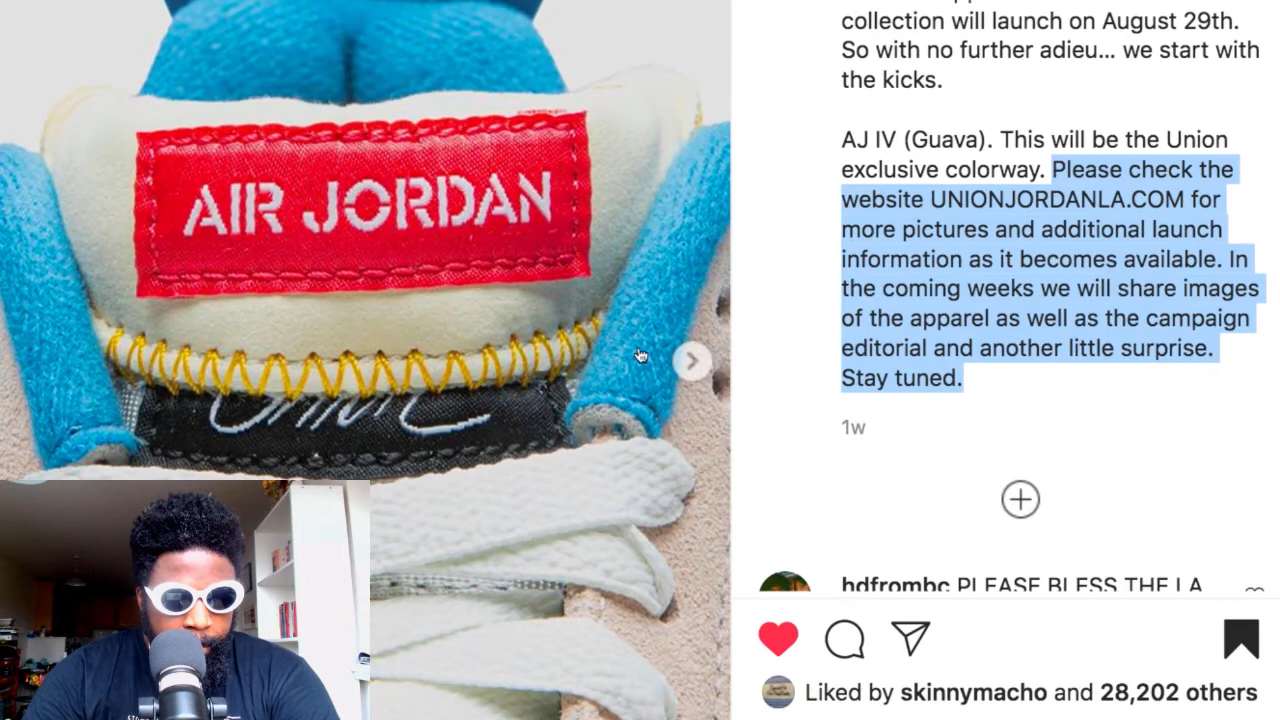 AIR JORDAN
collection will launch on August 29th.
So with no further adieu... we start with
the kicks.
AJ IV (Guava). This will be the Union
exclusive colorway. Please check the
website UNIONJORDANLA.COM for
more pictures and additional launch
information as it becomes available. In
the coming weeks we will share images
of the apparel as well as the campaign
editorial and another little surprise.
Stay tuned.
1w
hdfrombc PLEASE BLESS THE LA
Liked by skinnymacho and 28,202 others